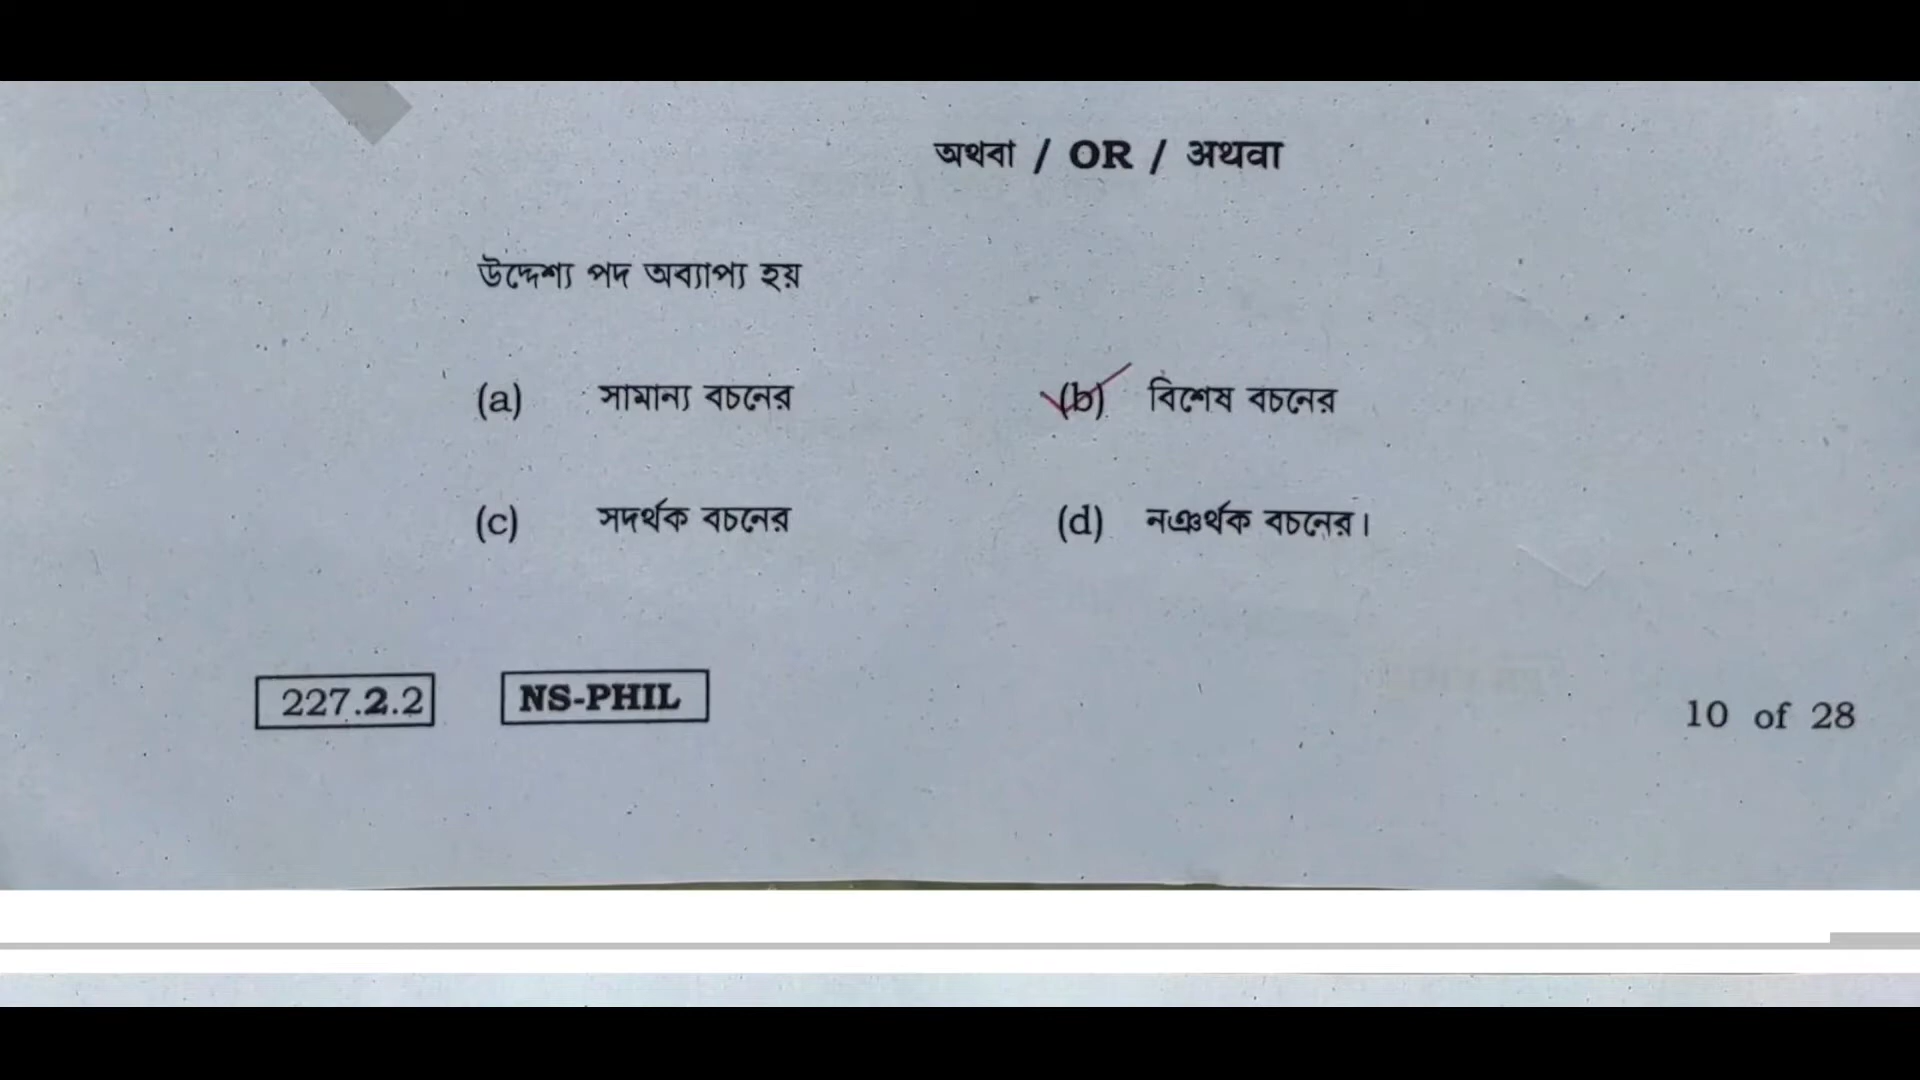 অথবা / OR / अथवा
উদ্দেশ্য পদ অব্যাপ্য হয়
(a) সামান্য বচনের (b) বিশেষ বচনের
(c) সদর্থক বচনের (d) নঞর্থক বচনের।
227.2.2 NS-PHIL 10 of 28